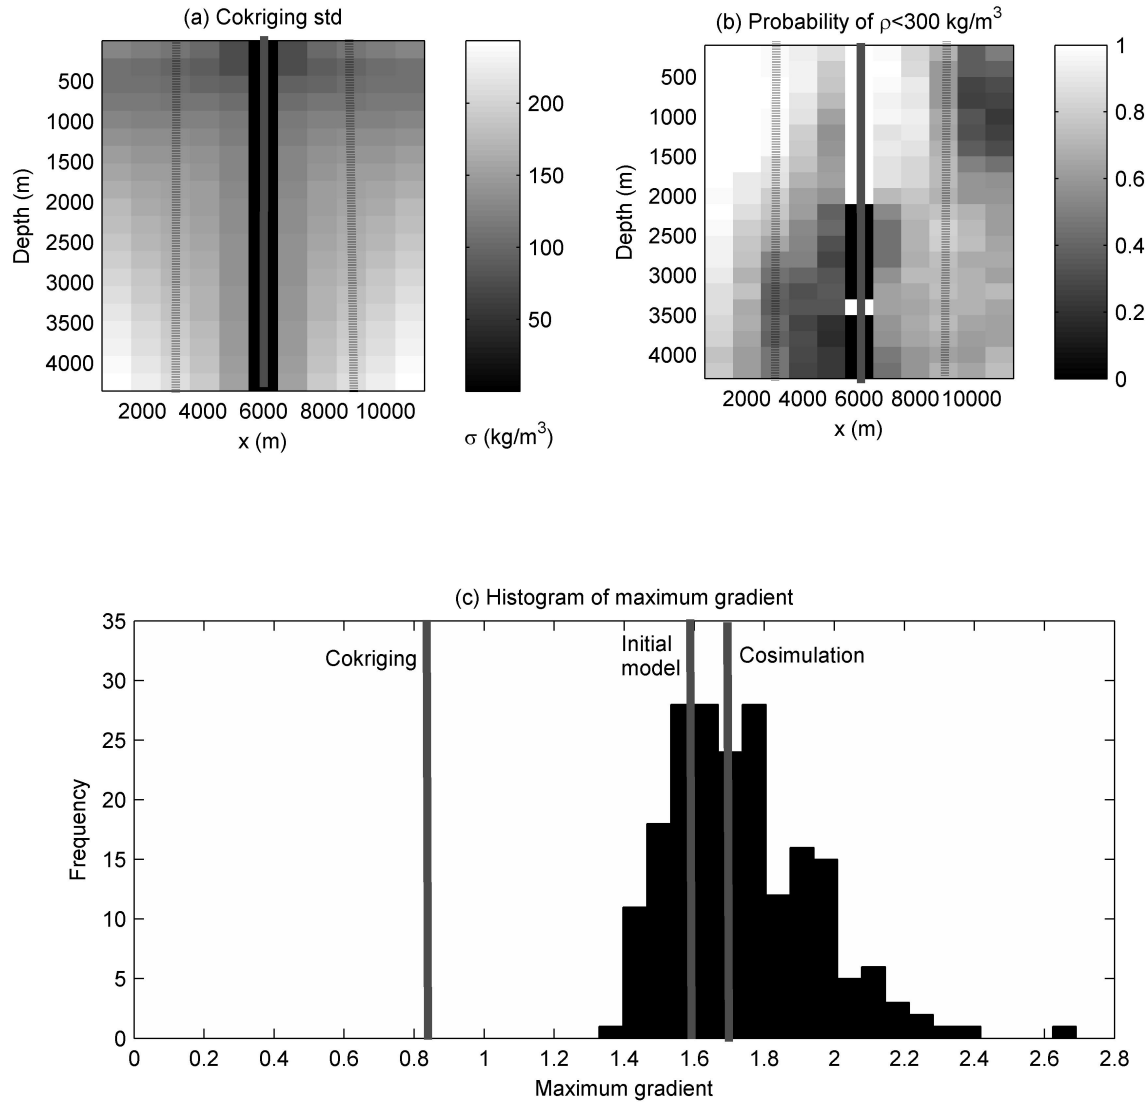 (a) Cokriging std
500
1000
1500
2000
2500
3000
3500
4000
Depth (m)
2000 4000 6000 8000 10000
x (m)
200
150
100
50
σ (kg/m³)
(b) Probability of ρ<300 kg/m³
500
1000
1500
2000
2500
3000
3500
4000
Depth (m)
2000 4000 6000 8000 10000
x (m)
1
0.8
0.6
0.4
0.2
0
(c) Histogram of maximum gradient
35
30
25
20
15
10
5
0
Frequency
Cokriging
Initial
model
Cosimulation
0 0.2 0.4 0.6 0.8 1 1.2 1.4 1.6 1.8 2 2.2 2.4 2.6 2.8
Maximum gradient